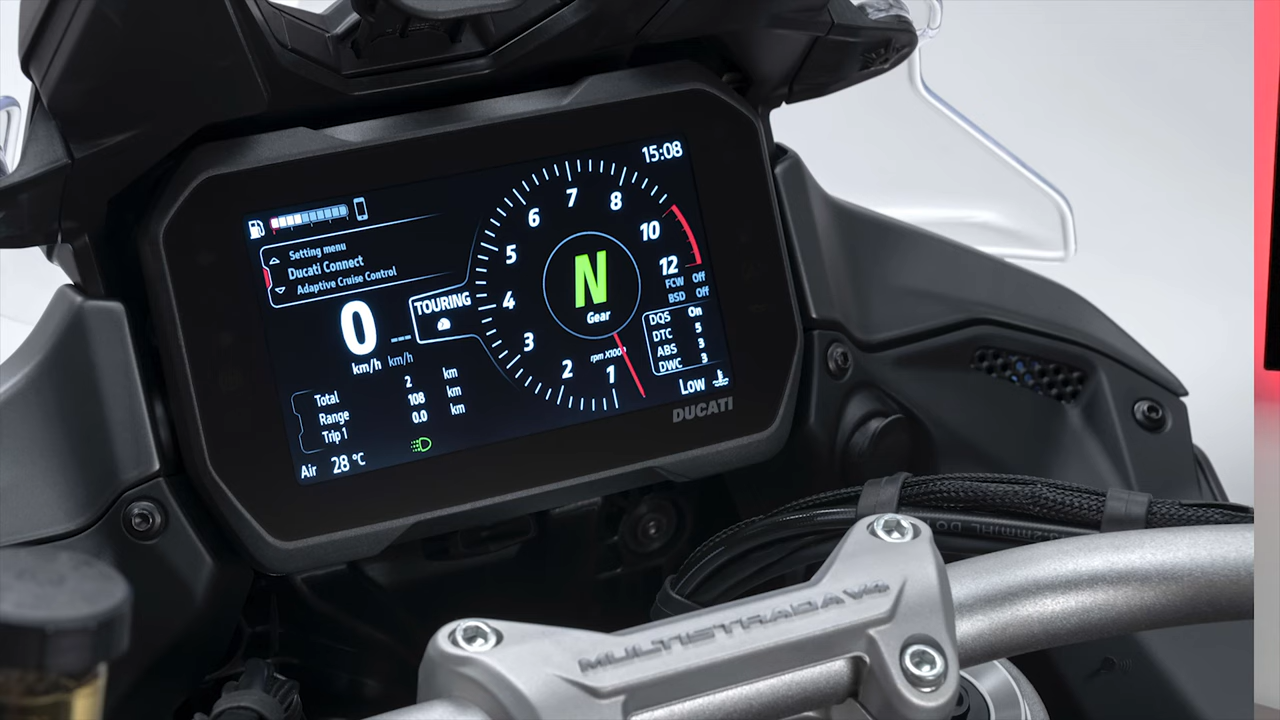 15:08
Setting menu
Ducati Connect
Adaptive Cruise Control
0
km/h
--- km/h
TOURING
1
2
3
4
5
6
7
8
10
12
N
Gear
rpm X1000
FCW Off
BSD Off
DQS On
DTC 5
ABS 3
DWC 3
Low
Total 2 km
Range 108 km
Trip 1 0.0 km
Air 28 °C
DUCATI
MULTISTRADA V4